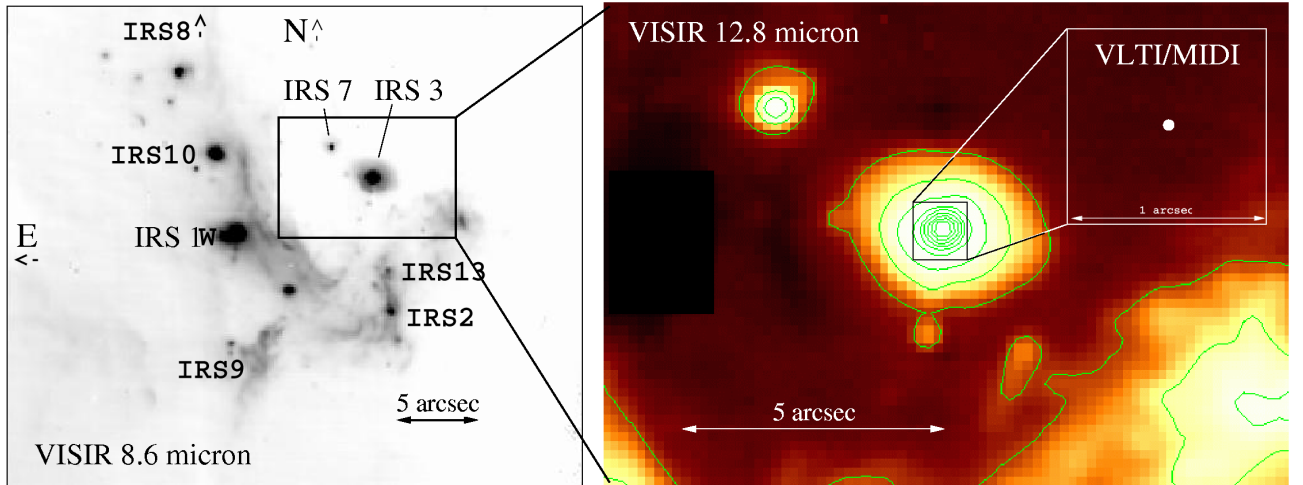 IRS8
N
IRS 7
IRS 3
IRS10
IRS 1W
E
IRS13
IRS2
IRS9
5 arcsec
VISIR 8.6 micron
VISIR 12.8 micron
VLTI/MIDI
1 arcsec
5 arcsec